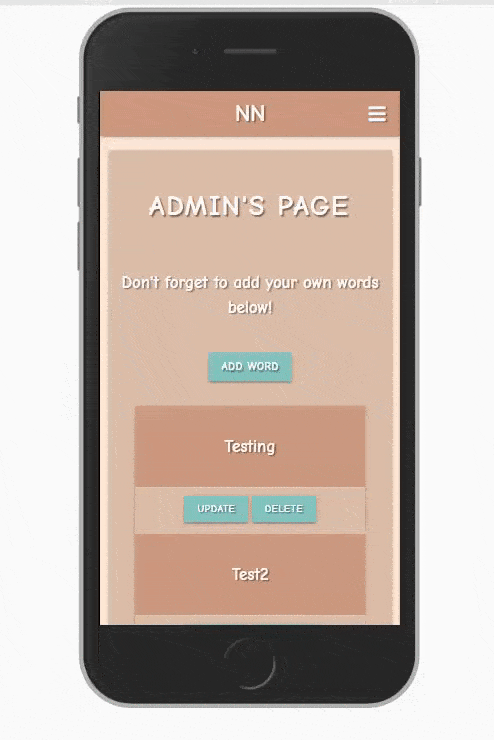 NN
ADMIN'S PAGE
Don't forget to add your own words
below!
ADD WORD
Testing
UPDATE DELETE
Test2